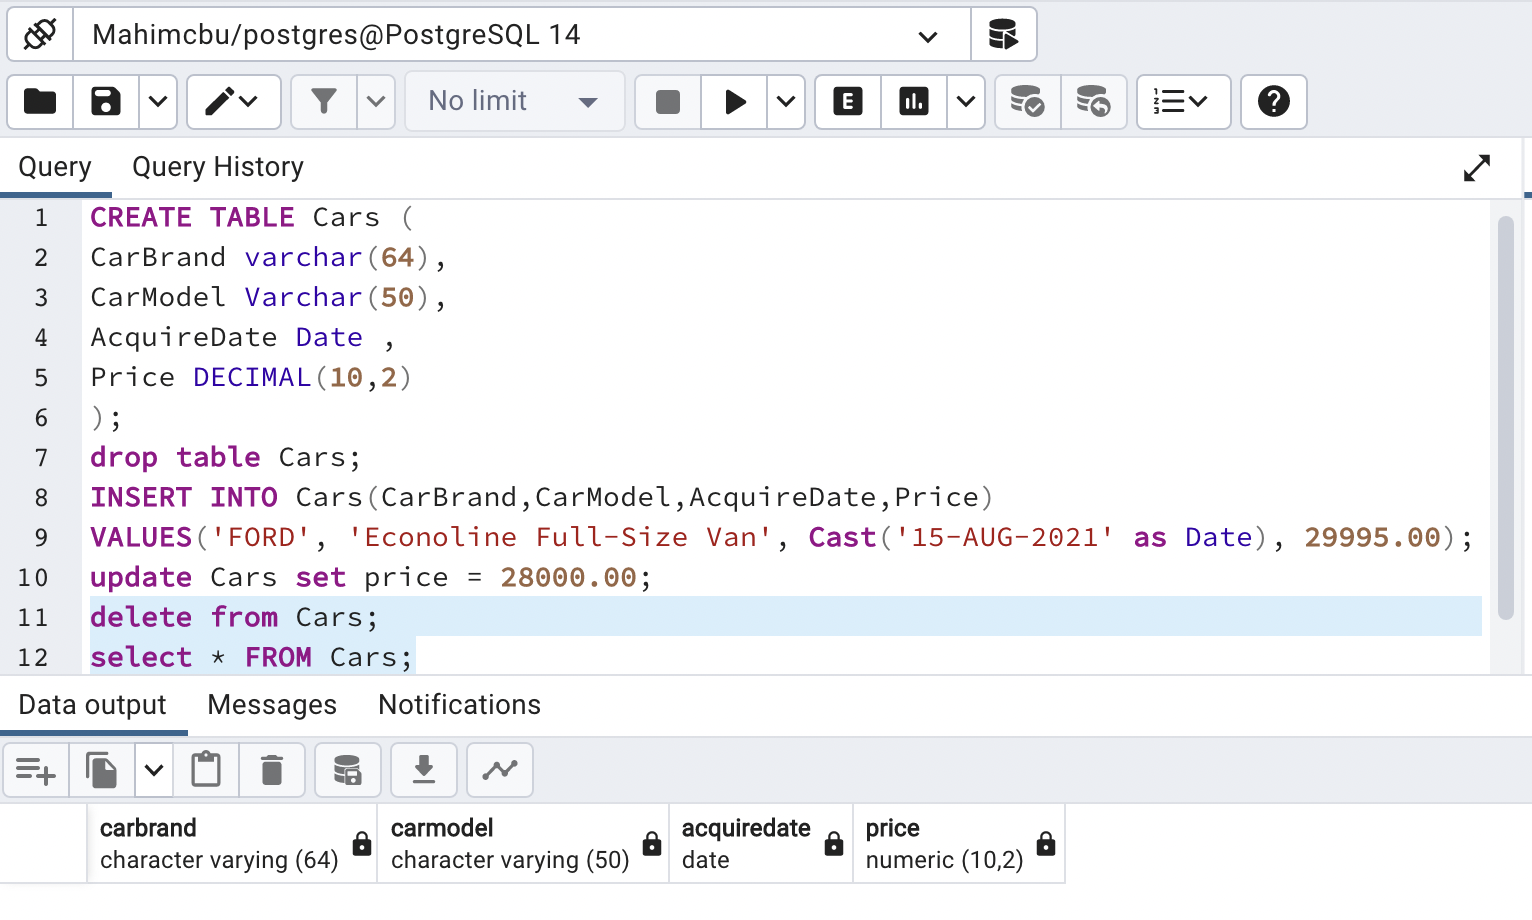 Mahimcbu/postgres@PostgreSQL 14
No limit
E
Query Query History
1 CREATE TABLE Cars (
2 CarBrand varchar(64),
3 CarModel Varchar(50),
4 AcquireDate Date ,
5 Price DECIMAL(10,2)
6 );
7 drop table Cars;
8 INSERT INTO Cars(CarBrand,CarModel,AcquireDate,Price)
9 VALUES('FORD', 'Econoline Full-Size Van', Cast('15-AUG-2021' as Date), 29995.00);
10 update Cars set price = 28000.00;
11 delete from Cars;
12 select * FROM Cars;
Data output Messages Notifications
carbrand carmodel acquiredate price
character varying (64) character varying (50) date numeric (10,2)